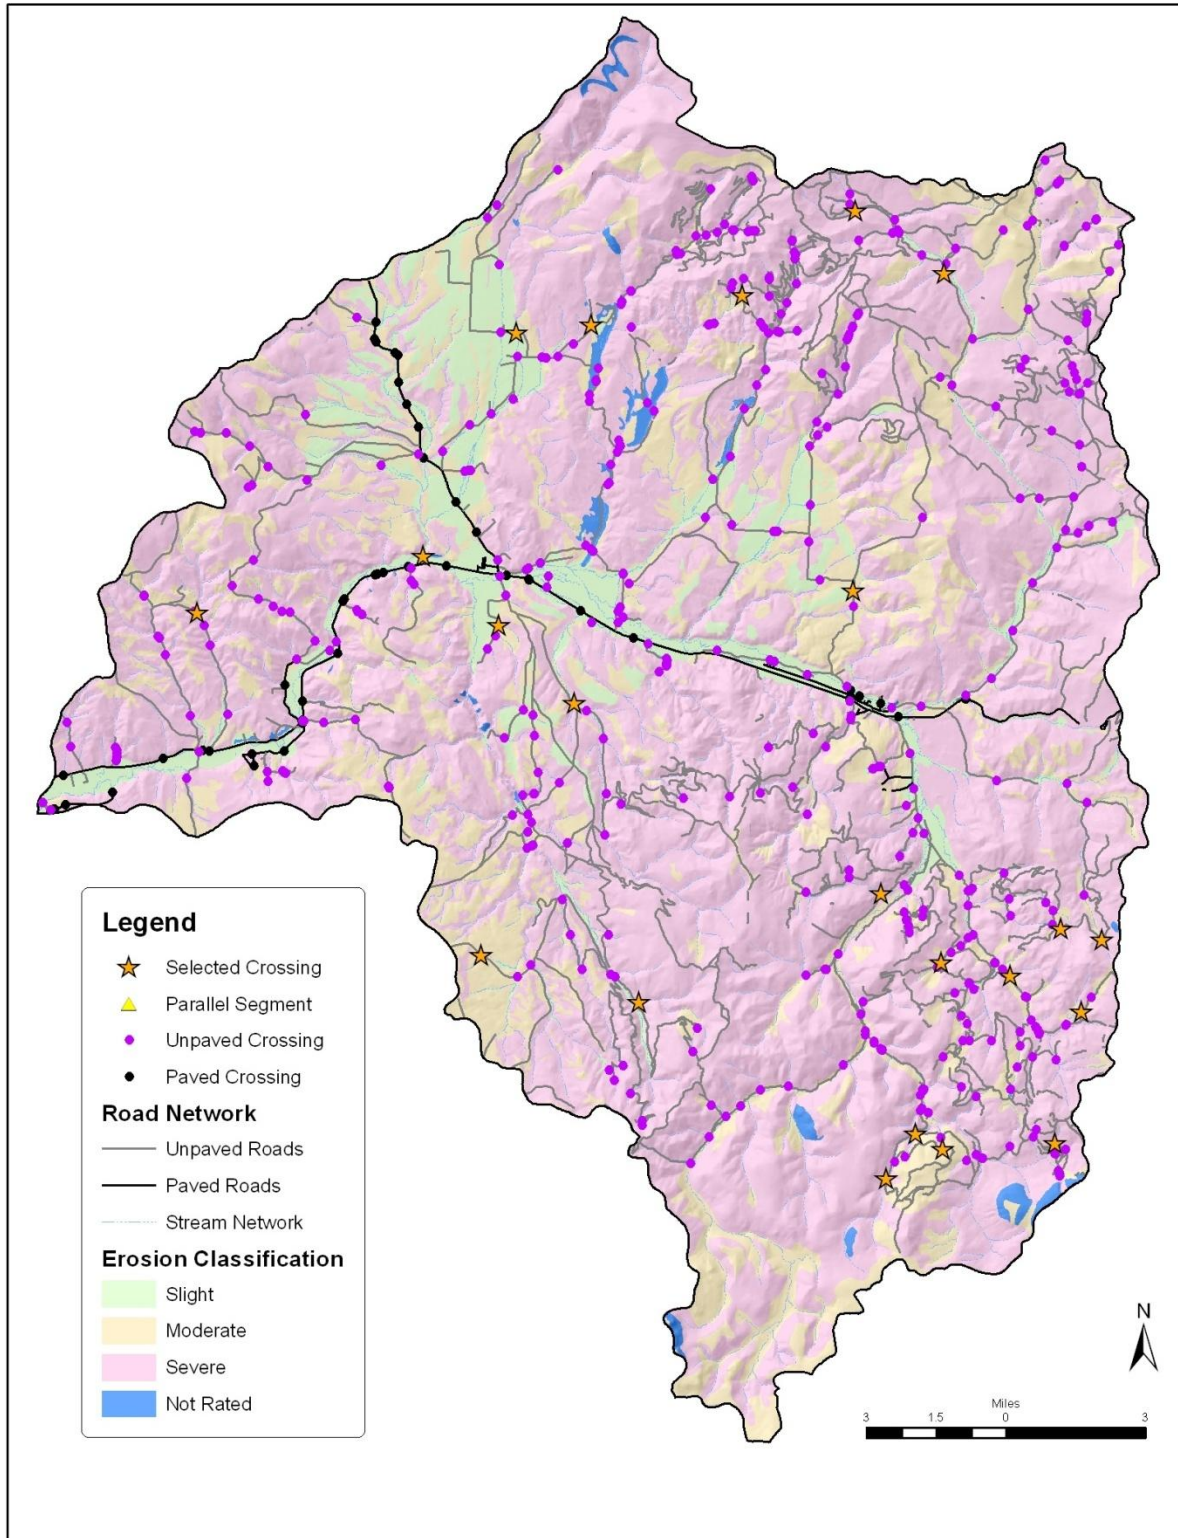 Legend
Selected Crossing
Parallel Segment
Unpaved Crossing
Paved Crossing
Road Network
Unpaved Roads
Paved Roads
Stream Network
Erosion Classification
Slight
Moderate
Severe
Not Rated
N
Miles
3 1.5 0 3